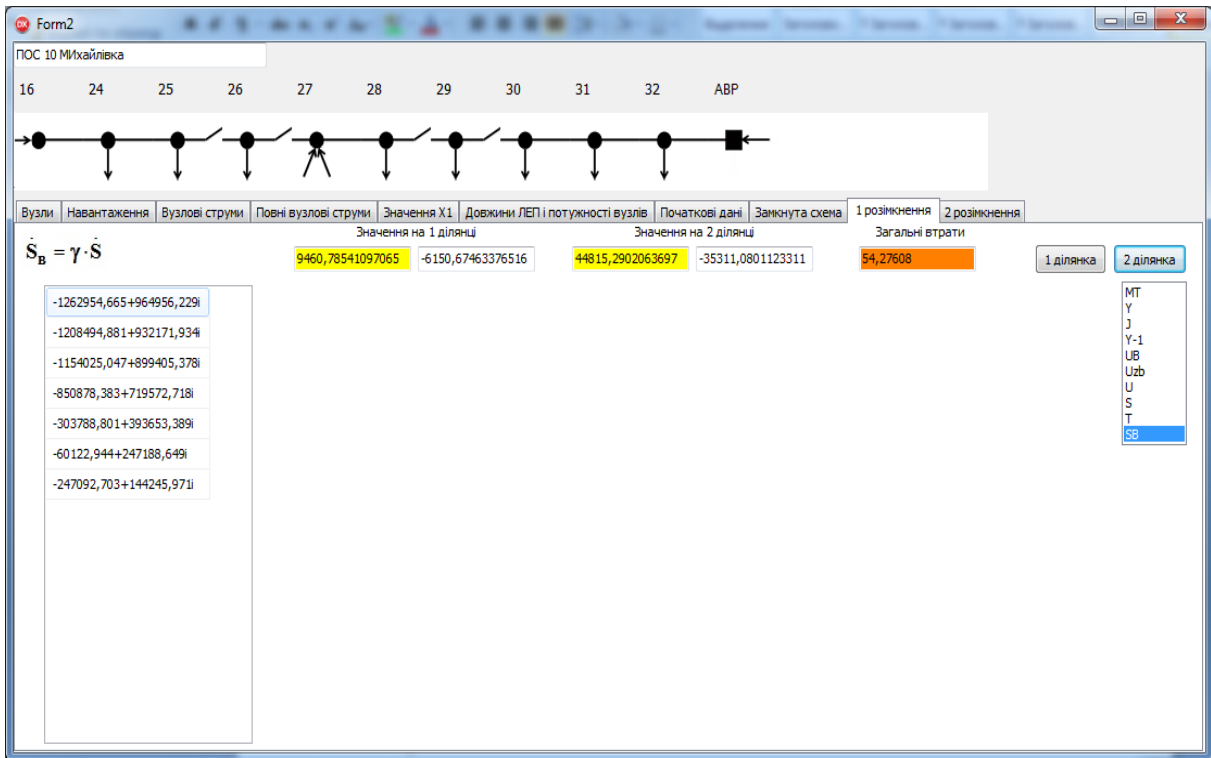 Form2
ПОС 10 МИхайлівка
16 24 25 26 27 28 29 30 31 32 АВР
Вузли Навантаження Вузлові струми Повні вузлові струми Значення X1 Довжини ЛЕП і потужності вузлів Початкові дані Замкнута схема 1 розімкнення 2 розімкнення
Значення на 1 ділянці Значення на 2 ділянці Загальні втрати
Ṡ_B = γ·Ṡ
9460,78541097065 -6150,67463376516 44815,2902063697 -35311,0801123311 54,27608 1 ділянка 2 ділянка
-1262954,665+964956,229i
-1208494,881+932171,934i
-1154025,047+899405,378i
-850878,383+719572,718i
-303788,801+393653,389i
-60122,944+247188,649i
-247092,703+144245,971i
MT
Y
J
Y-1
UB
Uzb
U
S
T
SB